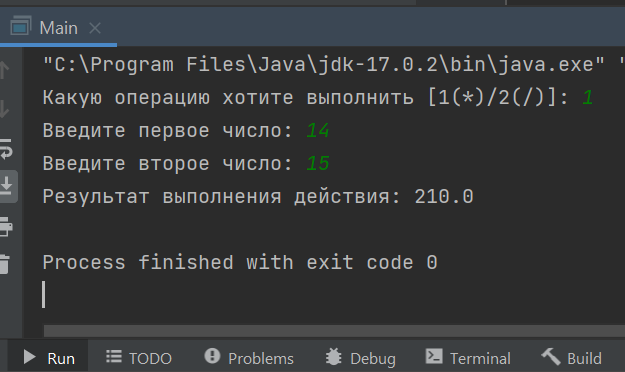 Main
"C:\Program Files\Java\jdk-17.0.2\bin\java.exe" "
Какую операцию хотите выполнить [1(*)/2(/)]: 1
Введите первое число: 14
Введите второе число: 15
Результат выполнения действия: 210.0
Process finished with exit code 0
Run TODO Problems Debug Terminal Build